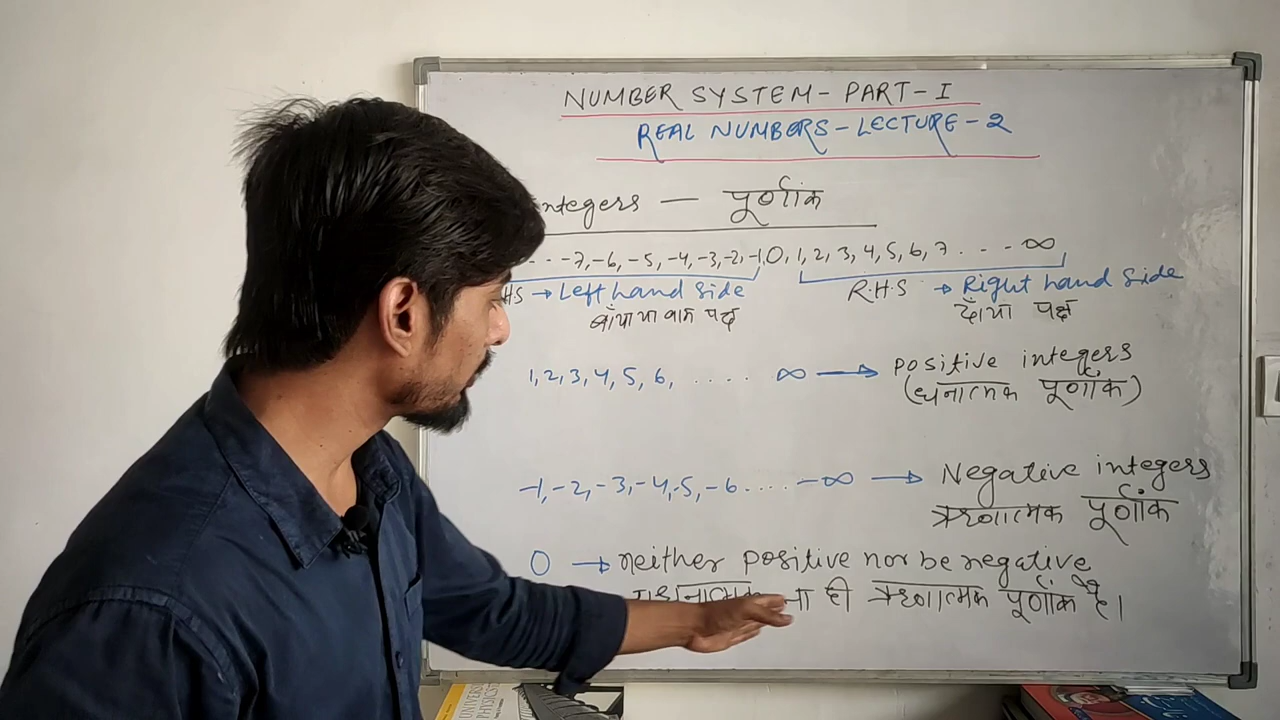 NUMBER SYSTEM - PART - I
REAL NUMBERS - LECTURE - 2
ntegers — पूर्णांक
. . -7, -6, -5, -4, -3, -2, -1, 0, 1, 2, 3, 4, 5, 6, 7 . . - - ∞
HS → Left hand side
R.H.S → Right hand Side
बाँया या वाम पक्ष
दाँया पक्ष
1, 2, 3, 4, 5, 6, . . . . ∞ → positive integers
(धनात्मक पूर्णांक)
-1, -2, -3, -4, -5, -6 . . . . -∞ → Negative integers
ऋणात्मक पूर्णांक
0 → neither positive nor be negative
ना ही ऋणात्मक पूर्णांक है।
UNIVERS
PHYSICS